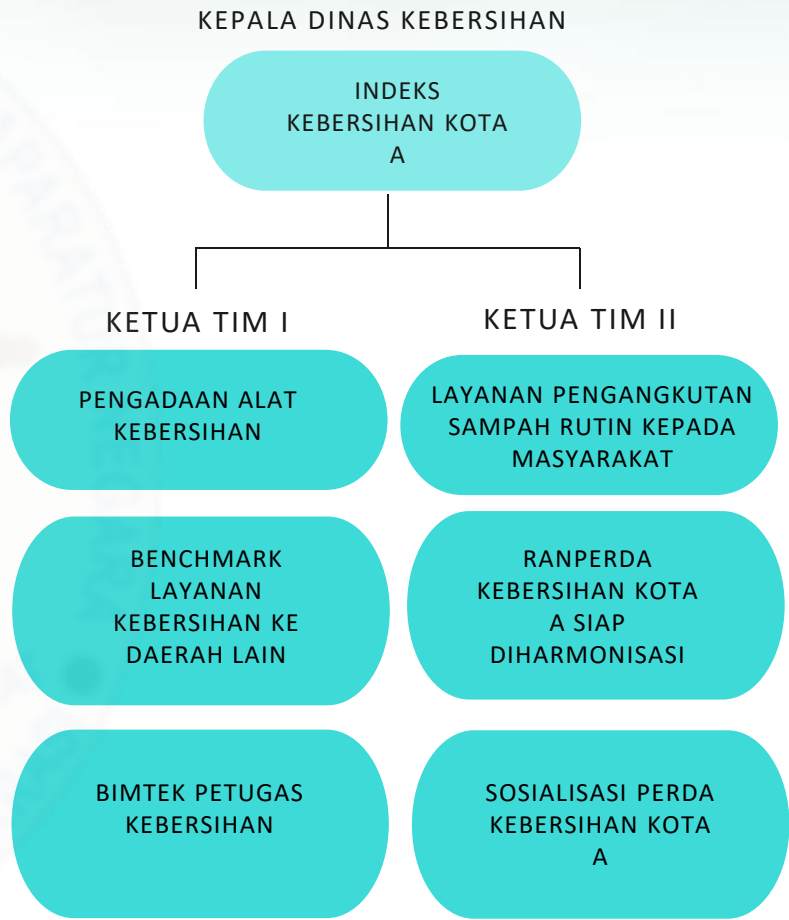 KEPALA DINAS KEBERSIHAN
INDEKS
KEBERSIHAN KOTA
A
KETUA TIM I
PENGADAAN ALAT
KEBERSIHAN
BENCHMARK
LAYANAN
KEBERSIHAN KE
DAERAH LAIN
BIMTEK PETUGAS
KEBERSIHAN
KETUA TIM II
LAYANAN PENGANGKUTAN
SAMPAH RUTIN KEPADA
MASYARAKAT
RANPERDA
KEBERSIHAN KOTA
A SIAP
DIHARMONISASI
SOSIALISASI PERDA
KEBERSIHAN KOTA
A